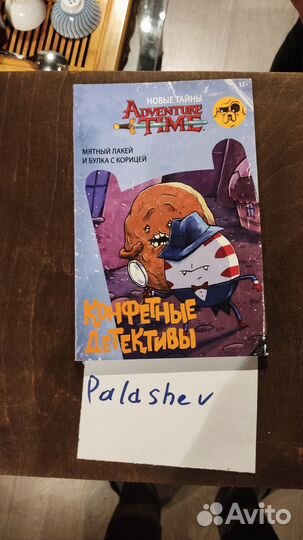 НОВЫЕ ТАЙНЫ
12+
ADVENTURE
TIME
МЯТНЫЙ ЛАКЕЙ
И БУЛКА С КОРИЦЕЙ
КОНФЕТНЫЕ
ДЕТЕКТИВЫ
Palashev
Avito